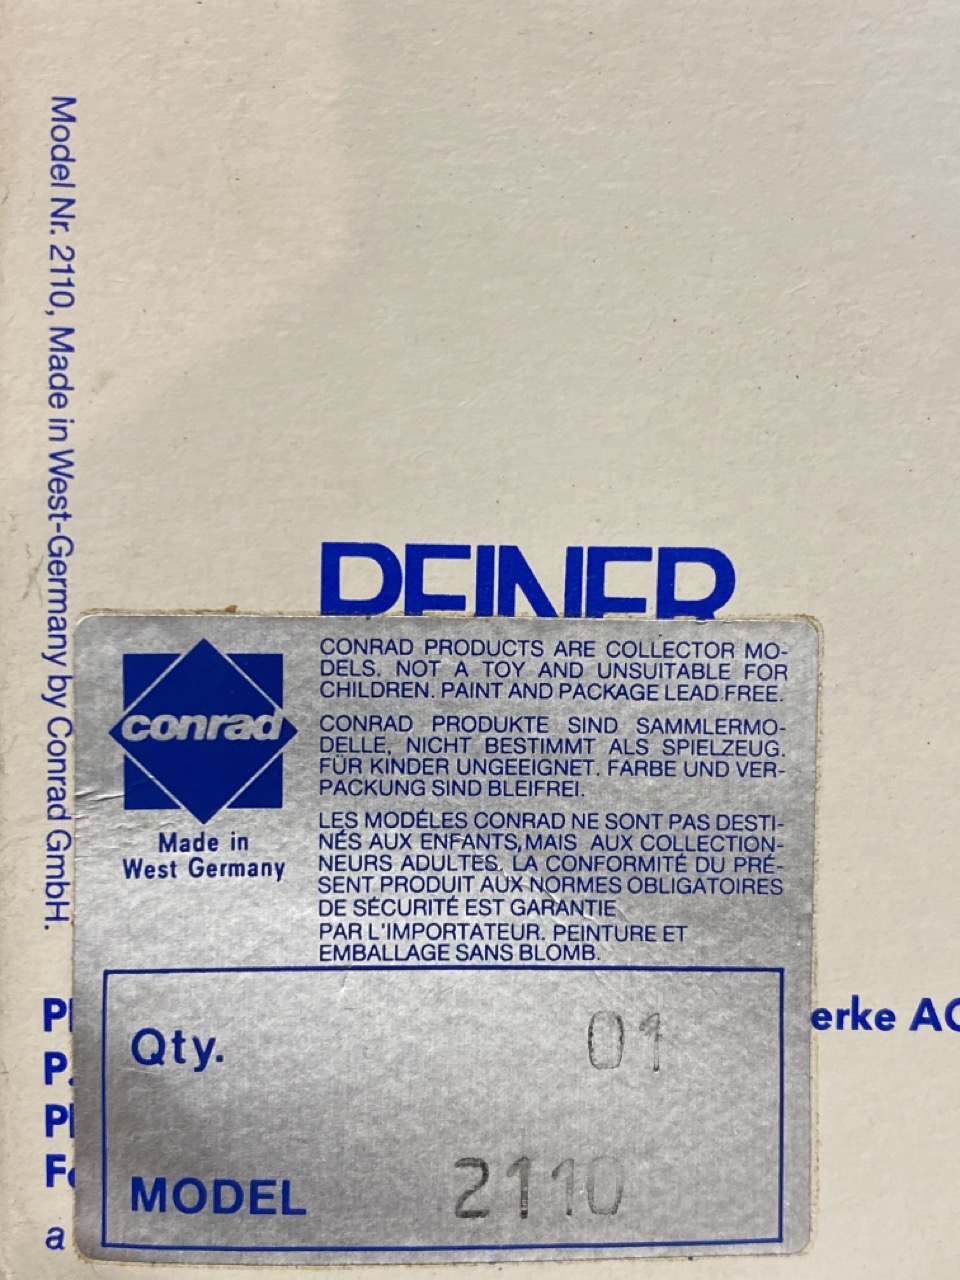 Model Nr. 2110, Made in West-Germany by Conrad GmbH.
PEINER
conrad
Made in
West Germany
CONRAD PRODUCTS ARE COLLECTOR MO-
DELS. NOT A TOY AND UNSUITABLE FOR
CHILDREN. PAINT AND PACKAGE LEAD FREE.
CONRAD PRODUKTE SIND SAMMLERMO-
DELLE, NICHT BESTIMMT ALS SPIELZEUG.
FÜR KINDER UNGEEIGNET. FARBE UND VER-
PACKUNG SIND BLEIFREI.
LES MODÉLES CONRAD NE SONT PAS DESTI-
NÉS AUX ENFANTS, MAIS AUX COLLECTION-
NEURS ADULTES. LA CONFORMITÉ DU PRÉ-
SENT PRODUIT AUX NORMES OBLIGATOIRES
DE SÉCURITÉ EST GARANTIE
PAR L'IMPORTATEUR. PEINTURE ET
EMBALLAGE SANS BLOMB.
erke AG
Qty. 01
MODEL 2110